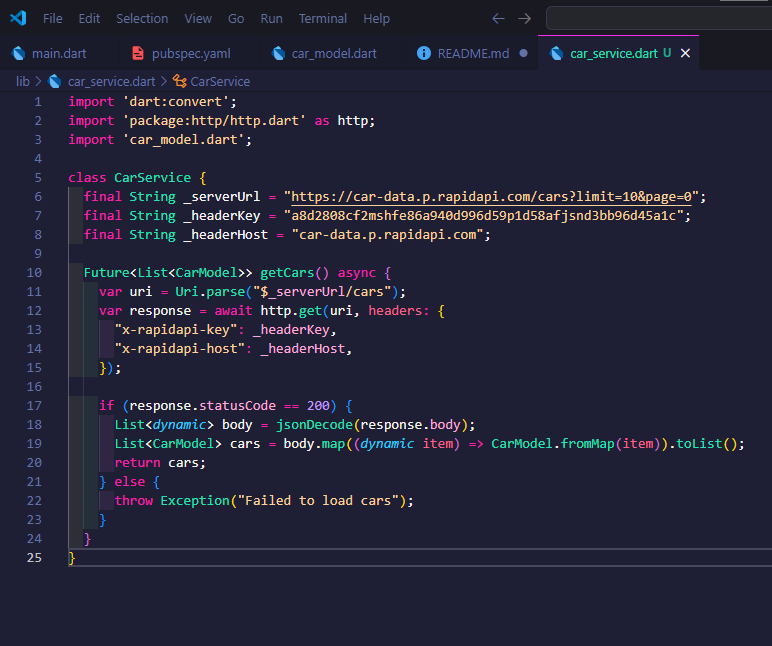 File Edit Selection View Go Run Terminal Help
main.dart pubspec.yaml car_model.dart README.md car_service.dart U
lib > car_service.dart > CarService
1 import 'dart:convert';
2 import 'package:http/http.dart' as http;
3 import 'car_model.dart';
4
5 class CarService {
6 final String _serverUrl = "https://car-data.p.rapidapi.com/cars?limit=10&page=0";
7 final String _headerKey = "a8d2808cf2mshfe86a940d996d59p1d58afjsnd3bb96d45a1c";
8 final String _headerHost = "car-data.p.rapidapi.com";
9
10 Future<List<CarModel>> getCars() async {
11 var uri = Uri.parse("$_serverUrl/cars");
12 var response = await http.get(uri, headers: {
13 "x-rapidapi-key": _headerKey,
14 "x-rapidapi-host": _headerHost,
15 });
16
17 if (response.statusCode == 200) {
18 List<dynamic> body = jsonDecode(response.body);
19 List<CarModel> cars = body.map((dynamic item) => CarModel.fromMap(item)).toList();
20 return cars;
21 } else {
22 throw Exception("Failed to load cars");
23 }
24 }
25 }